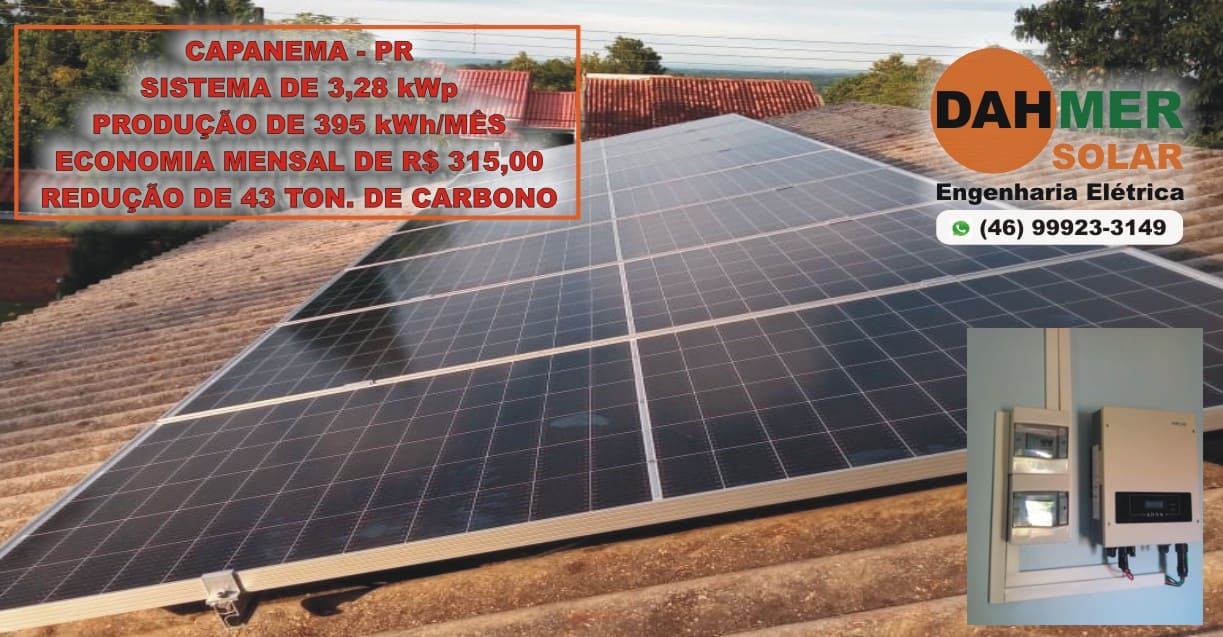 CAPANEMA - PR
SISTEMA DE 3,28 kWp
PRODUÇÃO DE 395 kWh/MÊS
ECONOMIA MENSAL DE R$ 315,00
REDUÇÃO DE 43 TON. DE CARBONO
DAHMER
SOLAR
Engenharia Elétrica
(46) 99923-3149